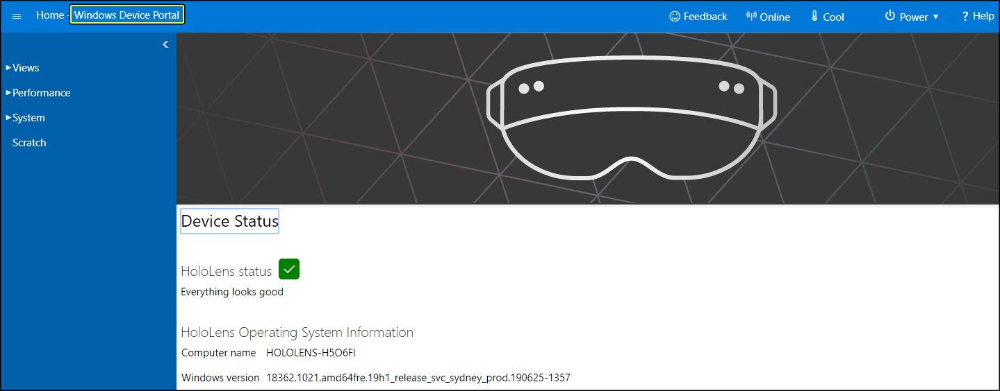 Home - Windows Device Portal
Feedback
Online
Cool
Power
? Help
Views
Performance
System
Scratch
Device Status
HoloLens status
Everything looks good
HoloLens Operating System Information
Computer name HOLOLENS-H5O6FI
Windows version 18362.1021.amd64fre.19h1_release_svc_sydney_prod.190625-1357